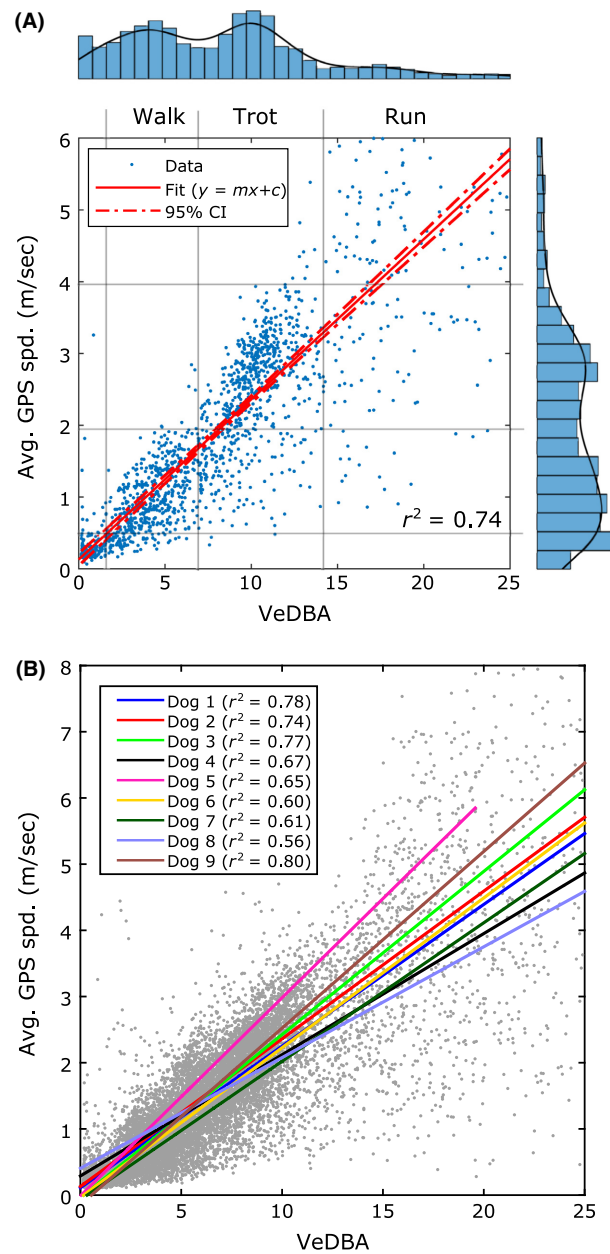 (A)
Walk Trot Run
6
5
4
3
2
1
0
Avg. GPS spd. (m/sec)
Data
Fit (y = mx+c)
95% CI
r² = 0.74
0 5 10 15 20 25
VeDBA
(B)
8
7
6
5
4
3
2
1
0
Avg. GPS spd. (m/sec)
Dog 1 (r² = 0.78)
Dog 2 (r² = 0.74)
Dog 3 (r² = 0.77)
Dog 4 (r² = 0.67)
Dog 5 (r² = 0.65)
Dog 6 (r² = 0.60)
Dog 7 (r² = 0.61)
Dog 8 (r² = 0.56)
Dog 9 (r² = 0.80)
0 5 10 15 20 25
VeDBA